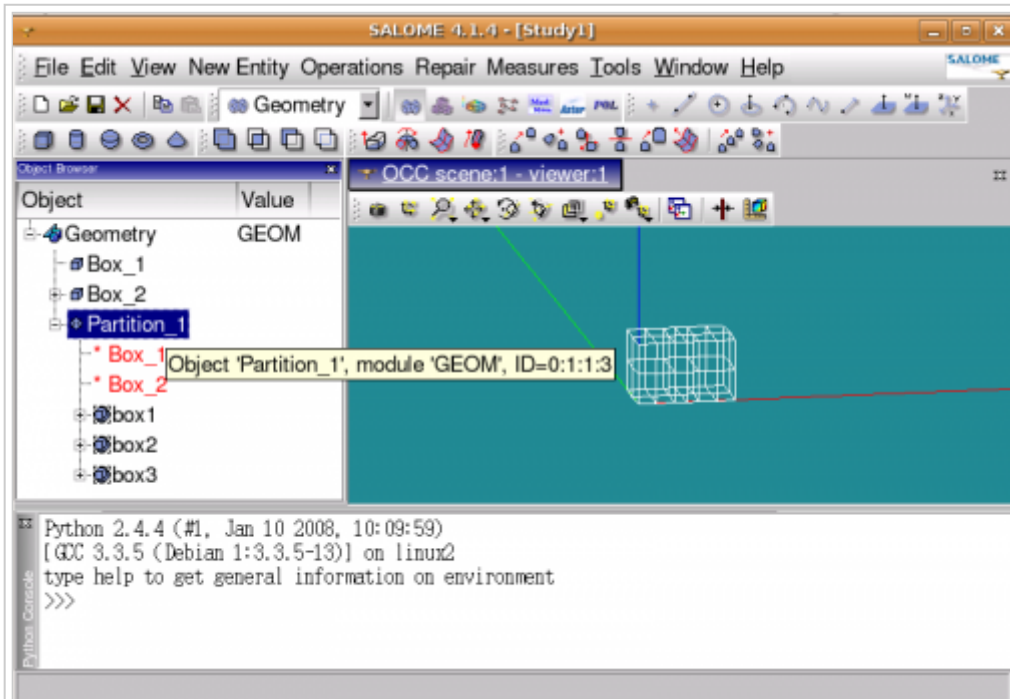 SALOME 4.1.4 - [Study1]
File Edit View New Entity Operations Repair Measures Tools Window Help
SALOME
Geometry
Object Browser
OCC scene:1 - viewer:1
Object Value
Geometry GEOM
Box_1
Box_2
Partition_1
* Box_1
Object 'Partition_1', module 'GEOM', ID=0:1:1:3
* Box_2
box1
box2
box3
Python 2.4.4 (#1, Jan 10 2008, 10:09:59)
[GCC 3.3.5 (Debian 1:3.3.5-13)] on linux2
type help to get general information on environment
>>>
Python Console